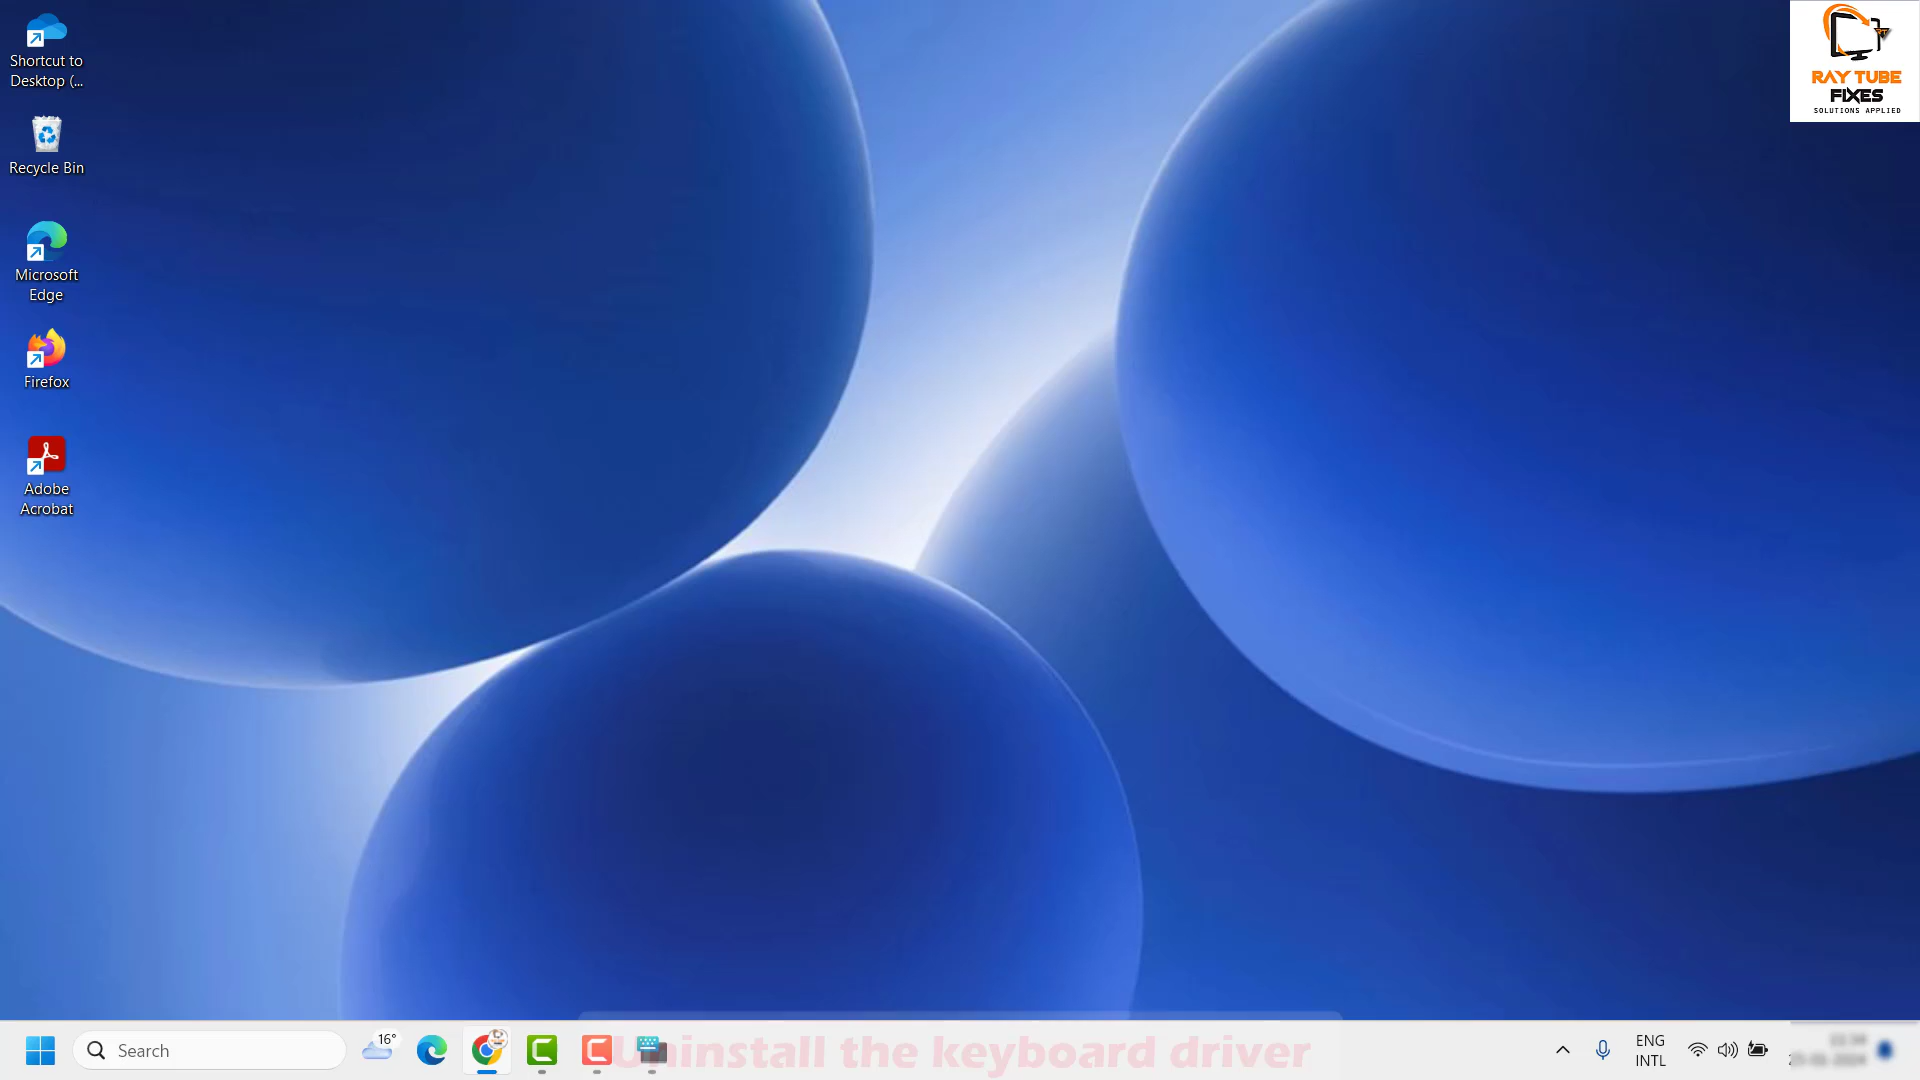 Shortcut to
Desktop (...
Recycle Bin
Microsoft
Edge
Firefox
Adobe
Acrobat
RAY TUBE
FIXES
SOLUTIONS APPLIED
Search
16°
Uninstall the keyboard driver
ENG
INTL